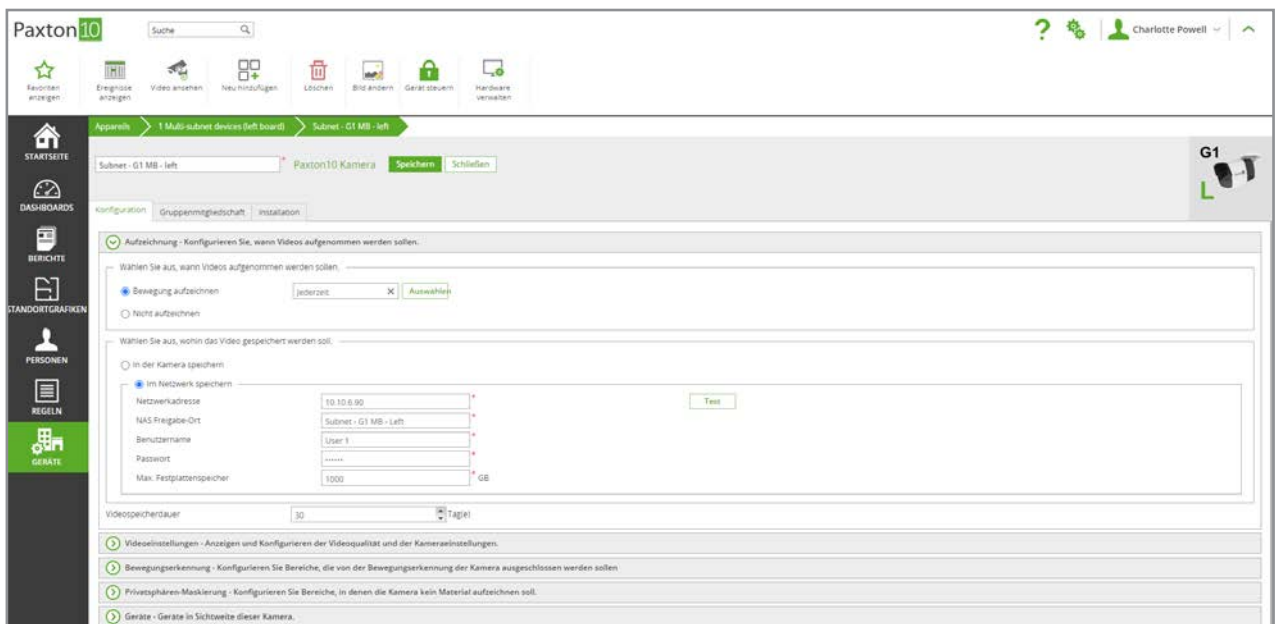 Paxton10
Suche
Charlotte Powell
Favoriten anzeigen
Ereignisse anzeigen
Video ansehen
Neu hinzufügen
Löschen
Bild ändern
Gerät steuern
Hardware verwalten
Appareils
1 Multi-subnet devices (left board)
Subnet - G1 MB - left
STARTSEITE
DASHBOARDS
BERICHTE
STANDORTGRAFIKEN
PERSONEN
REGELN
GERÄTE
Subnet - G1 MB - left * Paxton10 Kamera Speichern Schließen
G1
L
Konfiguration Gruppenmitgliedschaft Installation
Aufzeichnung - Konfigurieren Sie, wann Videos aufgenommen werden sollen.
Wählen Sie aus, wann Videos aufgenommen werden sollen.
Bewegung aufzeichnen Jederzeit Auswählen
Nicht aufzeichnen
Wählen Sie aus, wohin das Video gespeichert werden soll.
In der Kamera speichern
Im Netzwerk speichern
Netzwerkadresse 10.10.6.90 * Test
NAS Freigabe-Ort Subnet - G1 MB - Left *
Benutzername User 1 *
Passwort ...... *
Max. Festplattenspeicher 1000 * GB
Videospeicherdauer 30 Tag(e)
Videoeinstellungen - Anzeigen und Konfigurieren der Videoqualität und der Kameraeinstellungen.
Bewegungserkennung - Konfigurieren Sie Bereiche, die von der Bewegungserkennung der Kamera ausgeschlossen werden sollen
Privatsphären-Maskierung - Konfigurieren Sie Bereiche, in denen die Kamera kein Material aufzeichnen soll.
Geräte - Geräte in Sichtweite dieser Kamera.